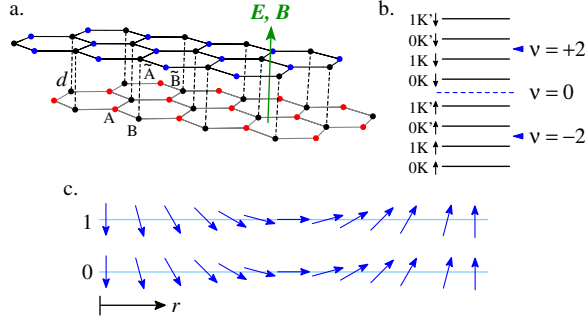 a.
E, B
d
Ã
B̃
A
B
b.
1K'
0K'
ν = +2
1K
0K
ν = 0
1K'
0K'
ν = −2
1K
0K
c.
1
0
r